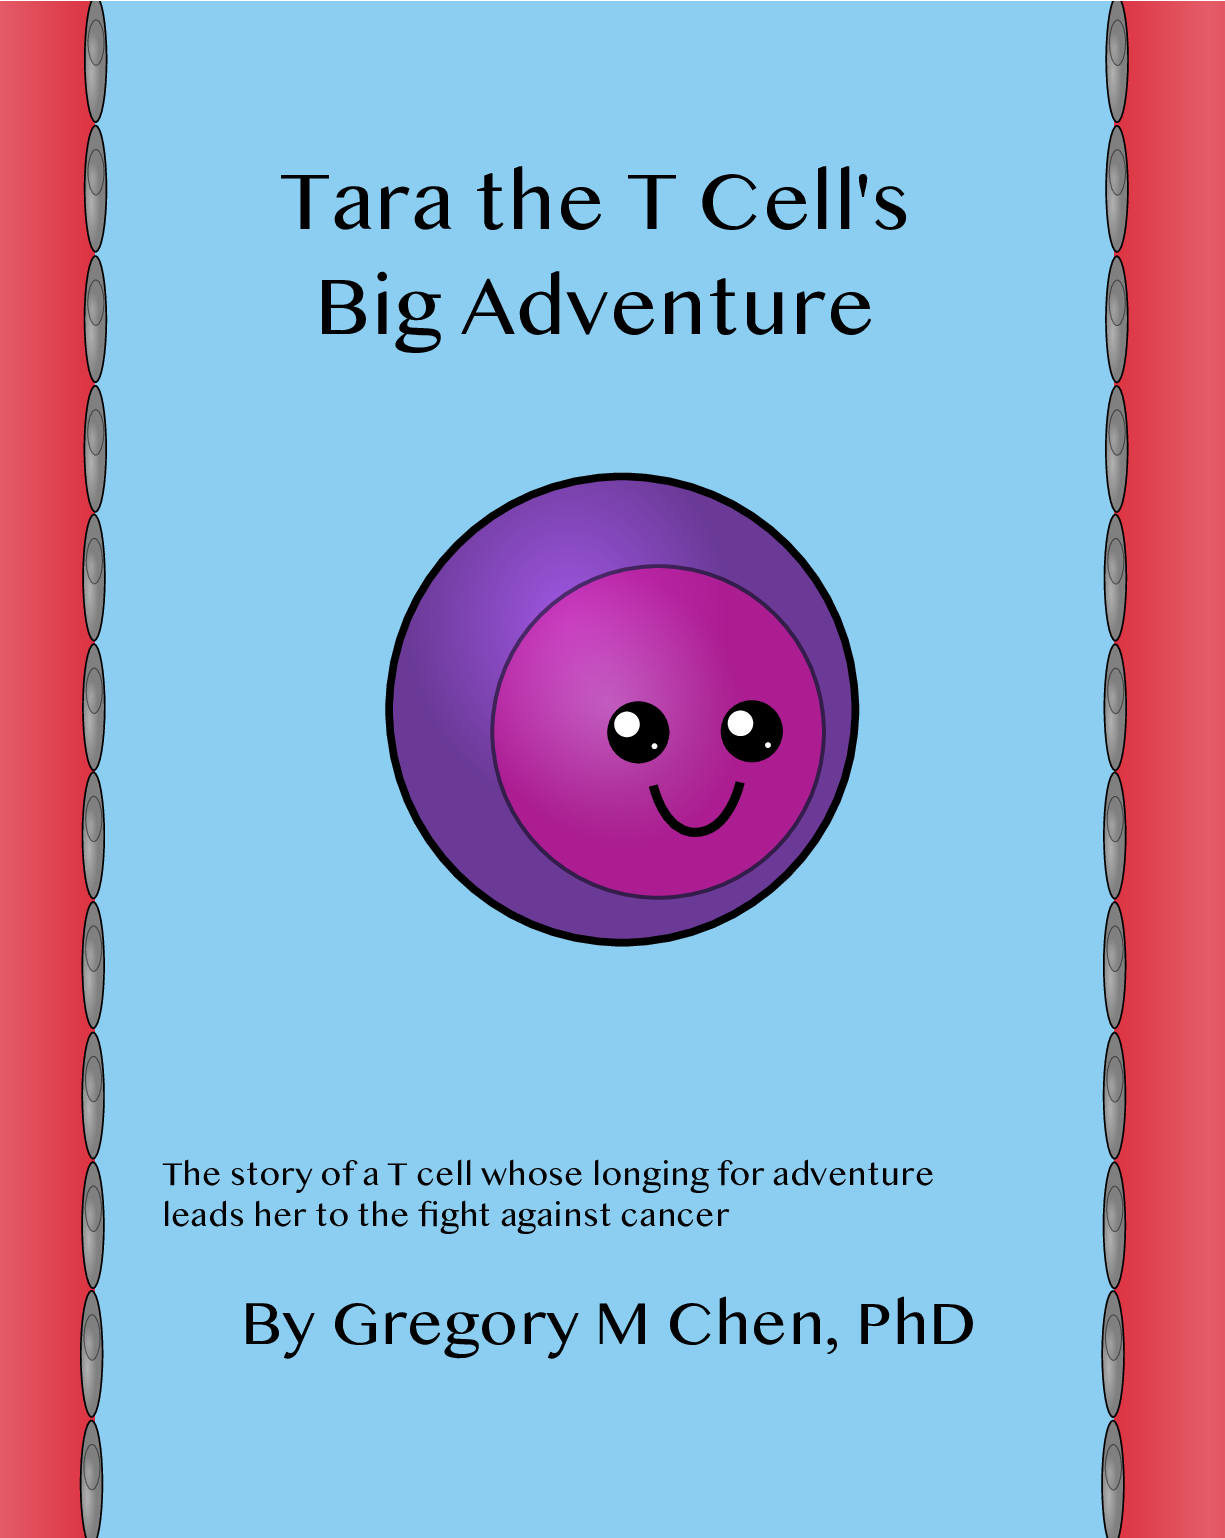 Tara the T Cell's
Big Adventure
The story of a T cell whose longing for adventure
leads her to the fight against cancer
By Gregory M Chen, PhD